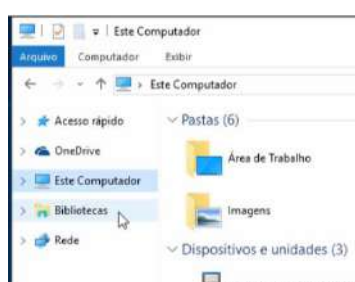 Este Computador
Arquivo Computador Exibir
Este Computador
Acesso rápido
OneDrive
Este Computador
Bibliotecas
Rede
Pastas (6)
Área de Trabalho
Imagens
Dispositivos e unidades (3)